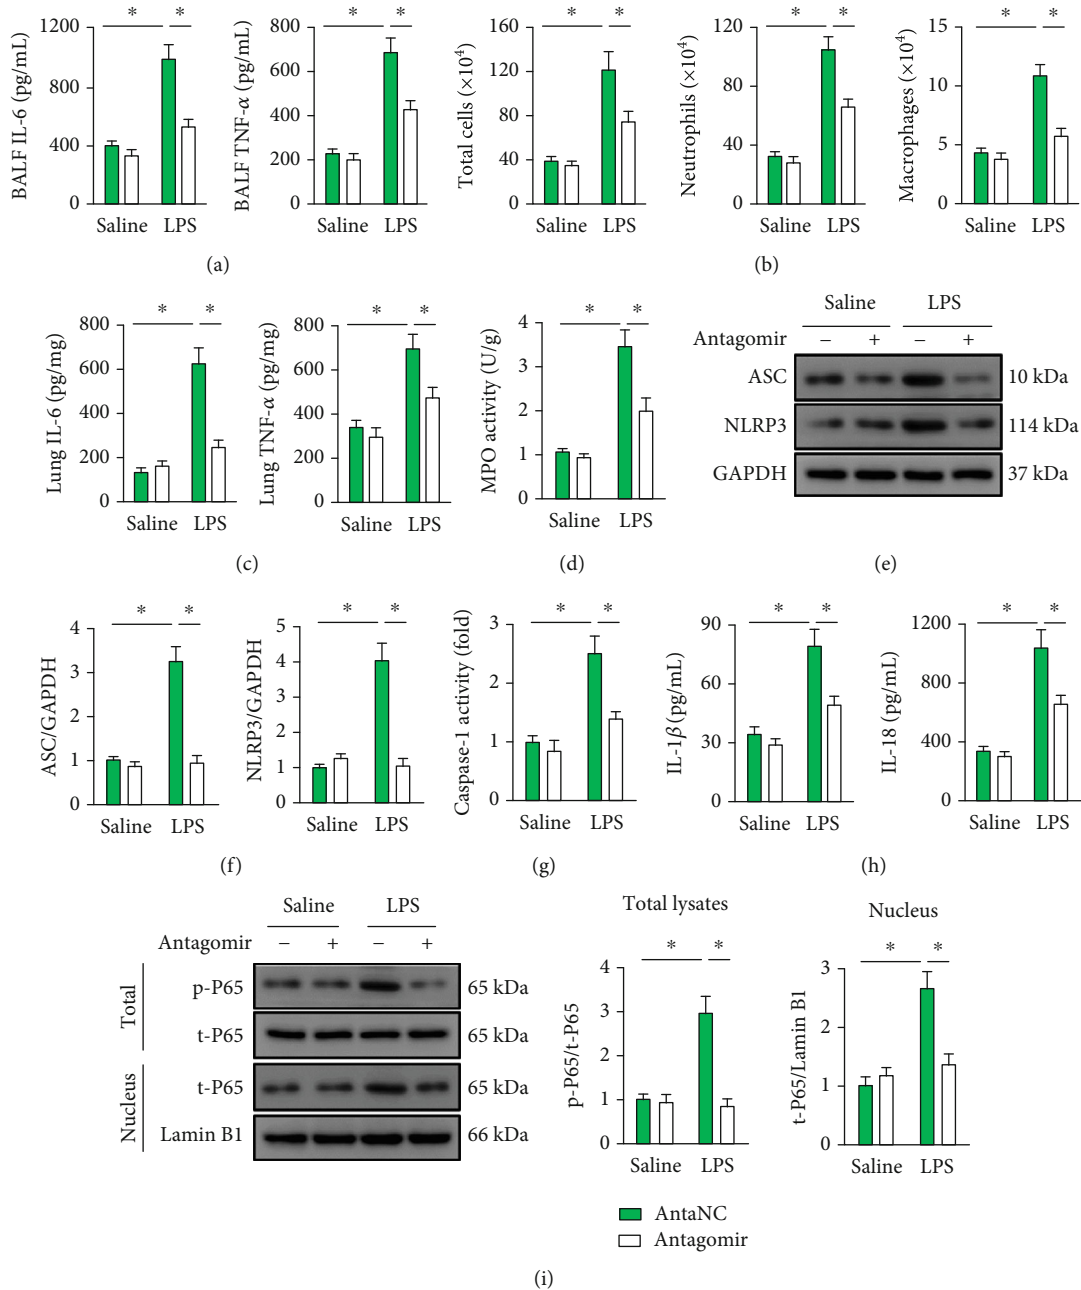 * *
BALF IL-6 (pg/mL)
1200
800
400
0
Saline LPS
* *
BALF TNF-α (pg/mL)
800
600
400
200
0
Saline LPS
(a)
* *
Total cells (×10⁴)
160
120
80
40
0
Saline LPS
* *
Neutrophils (×10⁴)
120
80
40
0
Saline LPS
* *
Macrophages (×10⁴)
15
10
5
0
Saline LPS
(b)
* *
Lung IL-6 (pg/mg)
800
600
400
200
0
Saline LPS
* *
Lung TNF-α (pg/mg)
800
600
400
200
0
Saline LPS
(c)
* *
MPO activity (U/g)
4
3
2
1
0
Saline LPS
(d)
Saline LPS
Antagomir − + − +
ASC 10 kDa
NLRP3 114 kDa
GAPDH 37 kDa
(e)
* *
ASC/GAPDH
4
3
2
1
0
Saline LPS
* *
NLRP3/GAPDH
5
4
3
2
1
0
Saline LPS
(f)
* *
Caspase-1 activity (fold)
3
2
1
0
Saline LPS
(g)
* *
IL-1β (pg/mL)
90
60
30
0
Saline LPS
* *
IL-18 (pg/mL)
1200
800
400
0
Saline LPS
(h)
Saline LPS
Antagomir − + − +
Total
p-P65 65 kDa
t-P65 65 kDa
Nucleus
t-P65 65 kDa
Lamin B1 66 kDa
Total lysates
* *
p-P65/t-P65
4
3
2
1
0
Saline LPS
Nucleus
* *
t-P65/Lamin B1
3
2
1
0
Saline LPS
AntaNC
Antagomir
(i)